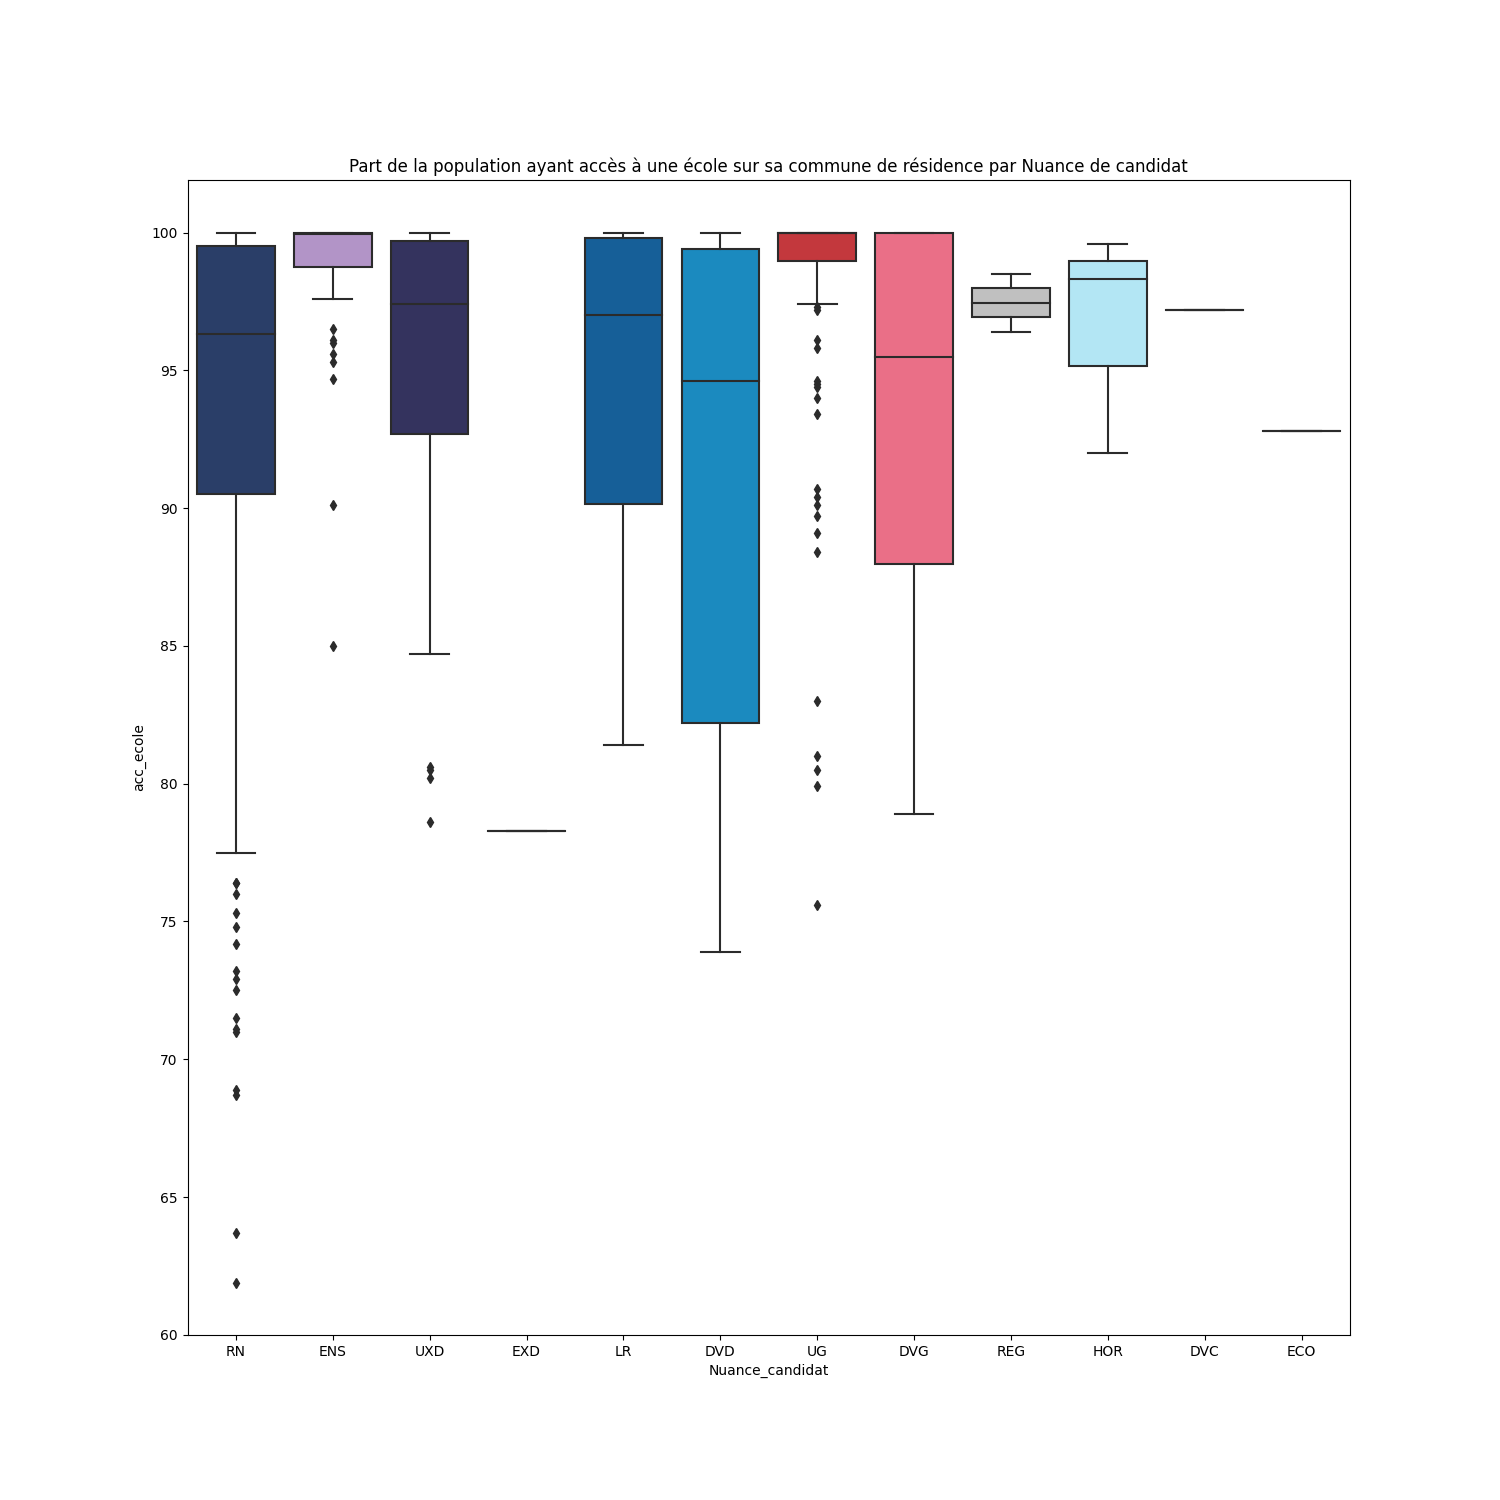 Part de la population ayant accès à une école sur sa commune de résidence par Nuance de candidat
100
95
90
85
80
75
70
65
60
acc_ecole
RN ENS UXD EXD LR DVD UG DVG REG HOR DVC ECO
Nuance_candidat